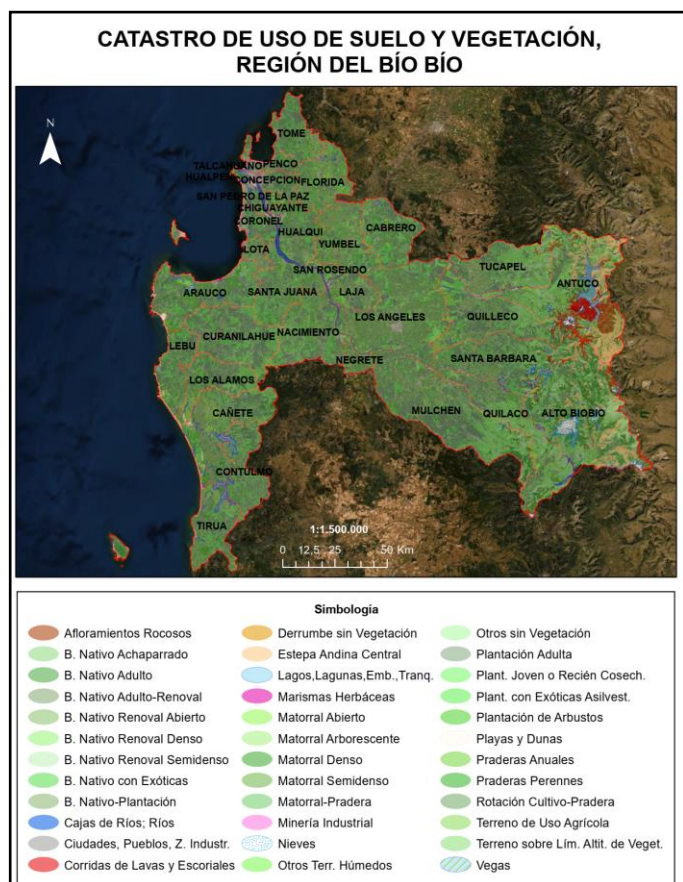 CATASTRO DE USO DE SUELO Y VEGETACIÓN,
REGIÓN DEL BÍO BÍO
N
TOME
TALCAHUANO
PENCO
HUALPEN
CONCEPCION
FLORIDA
SAN PEDRO DE LA PAZ
CHIGUAYANTE
CORONEL
HUALQUI
CABRERO
LOTA
YUMBEL
SAN ROSENDO
TUCAPEL
ANTUCO
ARAUCO
SANTA JUANA
LAJA
LOS ANGELES
QUILLECO
LEBU
CURANILAHUE
NACIMIENTO
NEGRETE
SANTA BARBARA
LOS ALAMOS
CAÑETE
MULCHEN
QUILACO
ALTO BIOBIO
CONTULMO
TIRUA
1:1.500.000
0 12,5 25 50 Km
Simbología
Afloramientos Rocosos
B. Nativo Achaparrado
B. Nativo Adulto
B. Nativo Adulto-Renoval
B. Nativo Renoval Abierto
B. Nativo Renoval Denso
B. Nativo Renoval Semidenso
B. Nativo con Exóticas
B. Nativo-Plantación
Cajas de Ríos; Ríos
Ciudades, Pueblos, Z. Industr.
Corridas de Lavas y Escoriales
Derrumbe sin Vegetación
Estepa Andina Central
Lagos,Lagunas,Emb.,Tranq.
Marismas Herbáceas
Matorral Abierto
Matorral Arborescente
Matorral Denso
Matorral Semidenso
Matorral-Pradera
Minería Industrial
Nieves
Otros Terr. Húmedos
Otros sin Vegetación
Plantación Adulta
Plant. Joven o Recién Cosech.
Plant. con Exóticas Asilvest.
Plantación de Arbustos
Playas y Dunas
Praderas Anuales
Praderas Perennes
Rotación Cultivo-Pradera
Terreno de Uso Agrícola
Terreno sobre Lím. Altit. de Veget.
Vegas